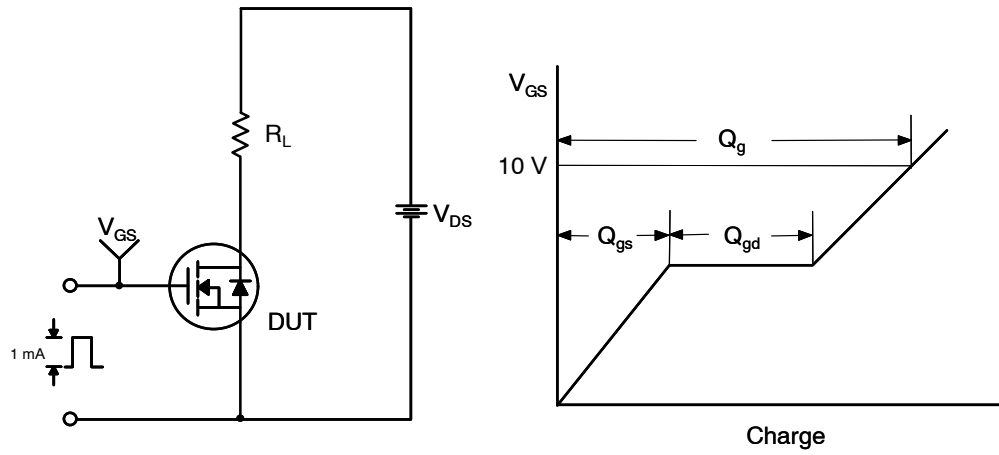 R_L
V_DS
V_GS
DUT
1 mA
V_GS
Q_g
10 V
Q_gs
Q_gd
Charge